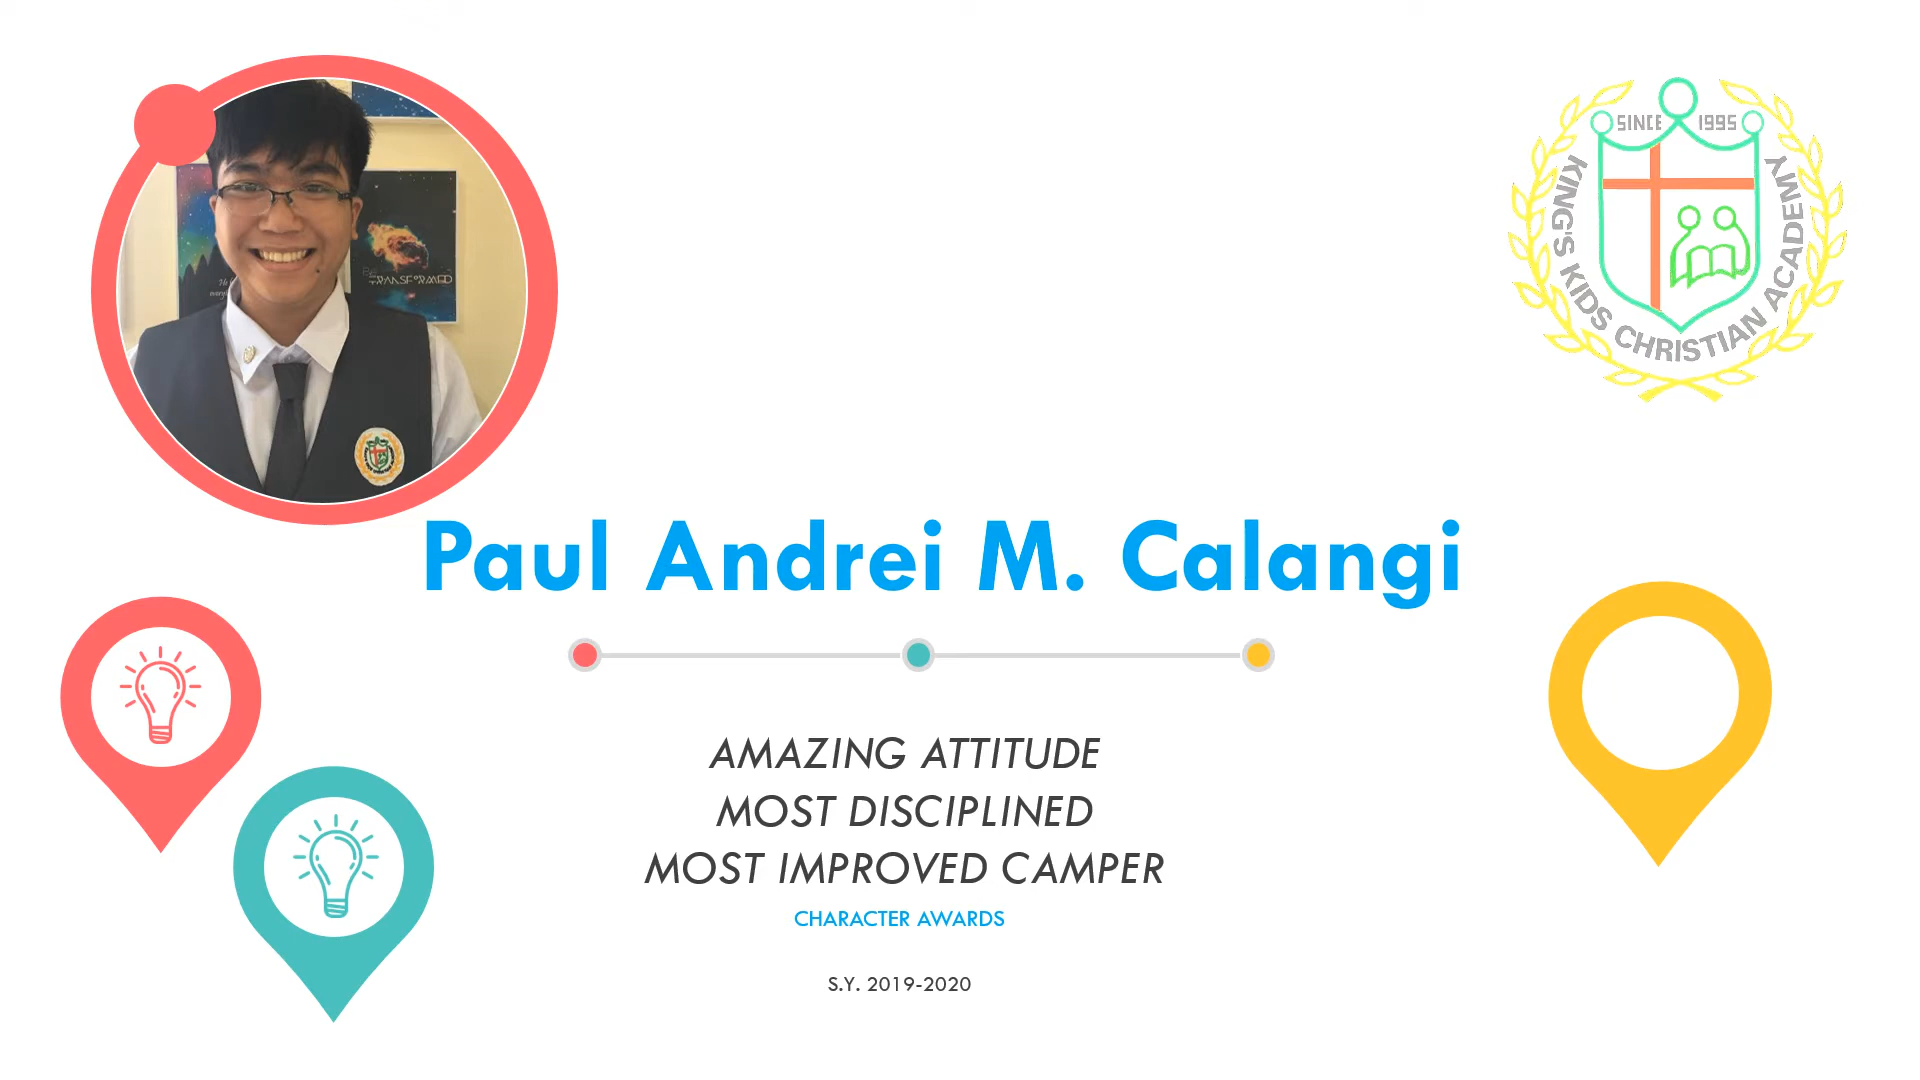 SINCE 1995
KING'S KIDS CHRISTIAN ACADEMY
TRANSFORMED
Paul Andrei M. Calangi
AMAZING ATTITUDE
MOST DISCIPLINED
MOST IMPROVED CAMPER
CHARACTER AWARDS
S.Y. 2019-2020